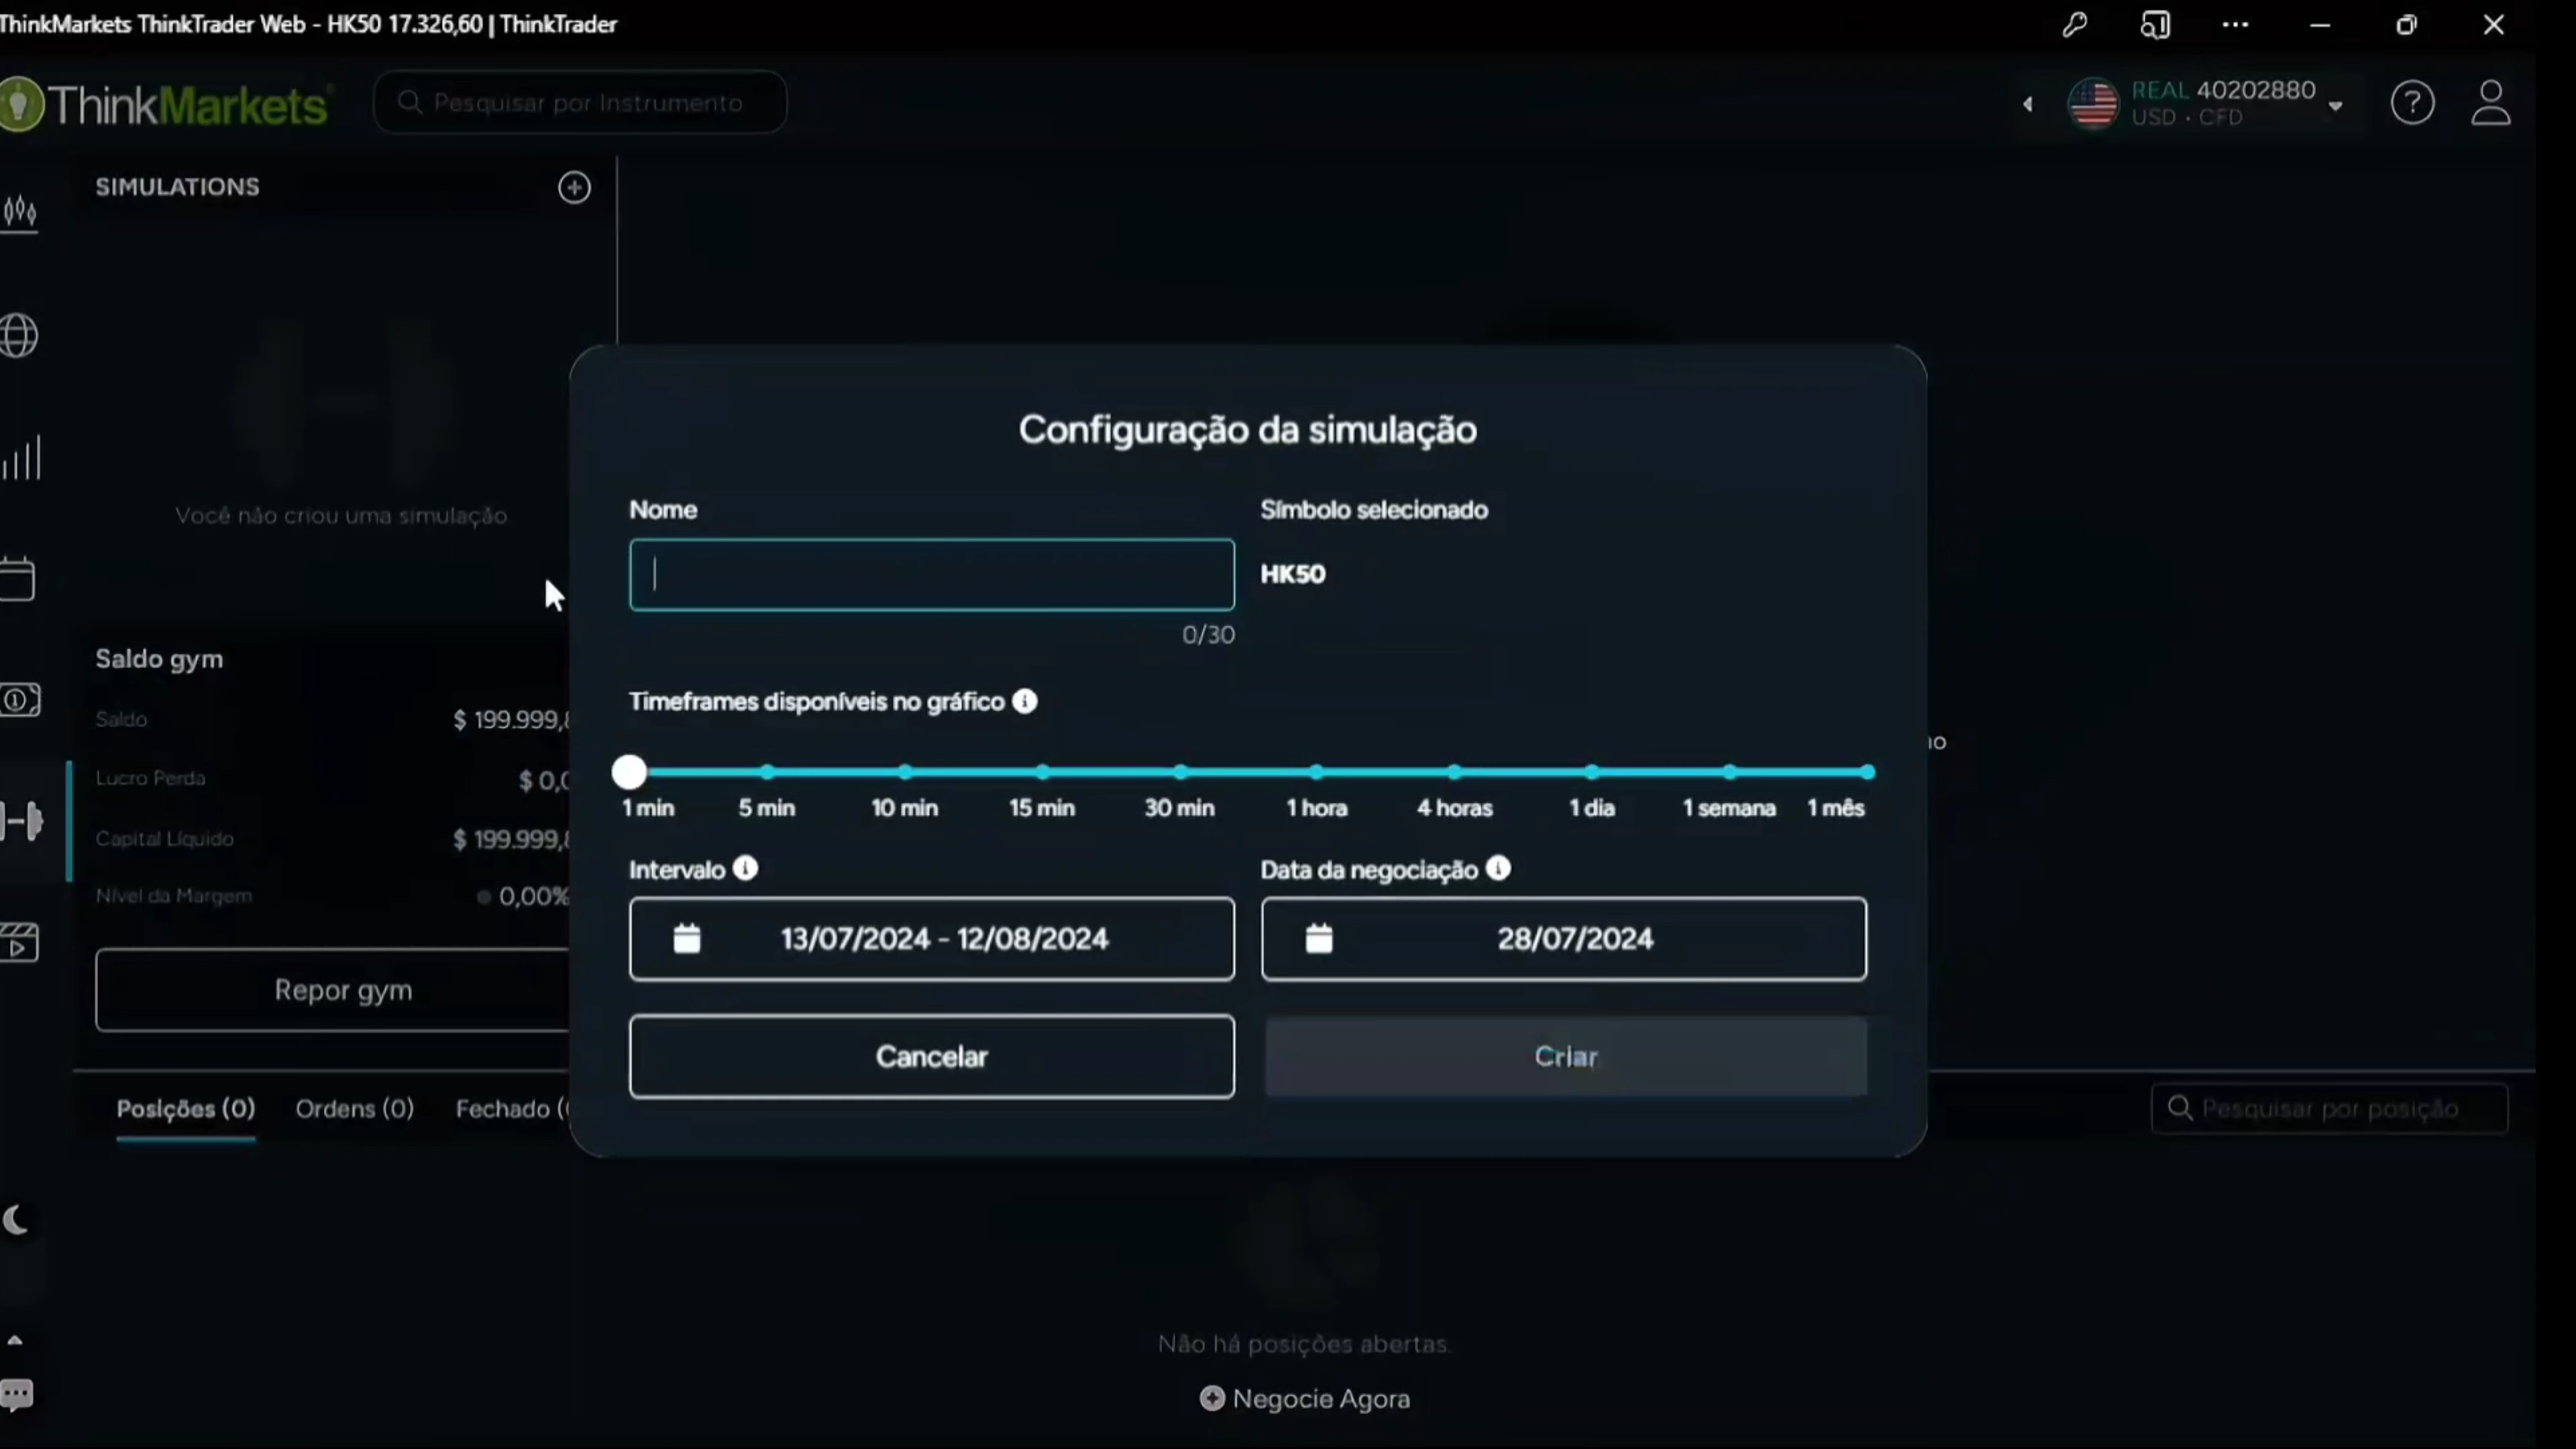 ThinkMarkets ThinkTrader Web - HK50 17.326,60 | ThinkTrader
ThinkMarkets
Pesquisar por Instrumento
REAL 40202880
USD • CFD
SIMULATIONS
Você não criou uma simulação
Configuração da simulação
Nome
Símbolo selecionado
HK50
0/30
Saldo gym
Saldo
$ 199.999,
Lucro Perda
$ 0,0
Capital Líquido
$ 199.999,
Nível da Margem
0,00%
Repor gym
Timeframes disponíveis no gráfico
1 min
5 min
10 min
15 min
30 min
1 hora
4 horas
1 dia
1 semana
1 mês
Intervalo
Data da negociação
13/07/2024 - 12/08/2024
28/07/2024
Cancelar
Criar
Posições (0)
Ordens (0)
Fechado (
Pesquisar por posição
Não há posições abertas.
Negocie Agora